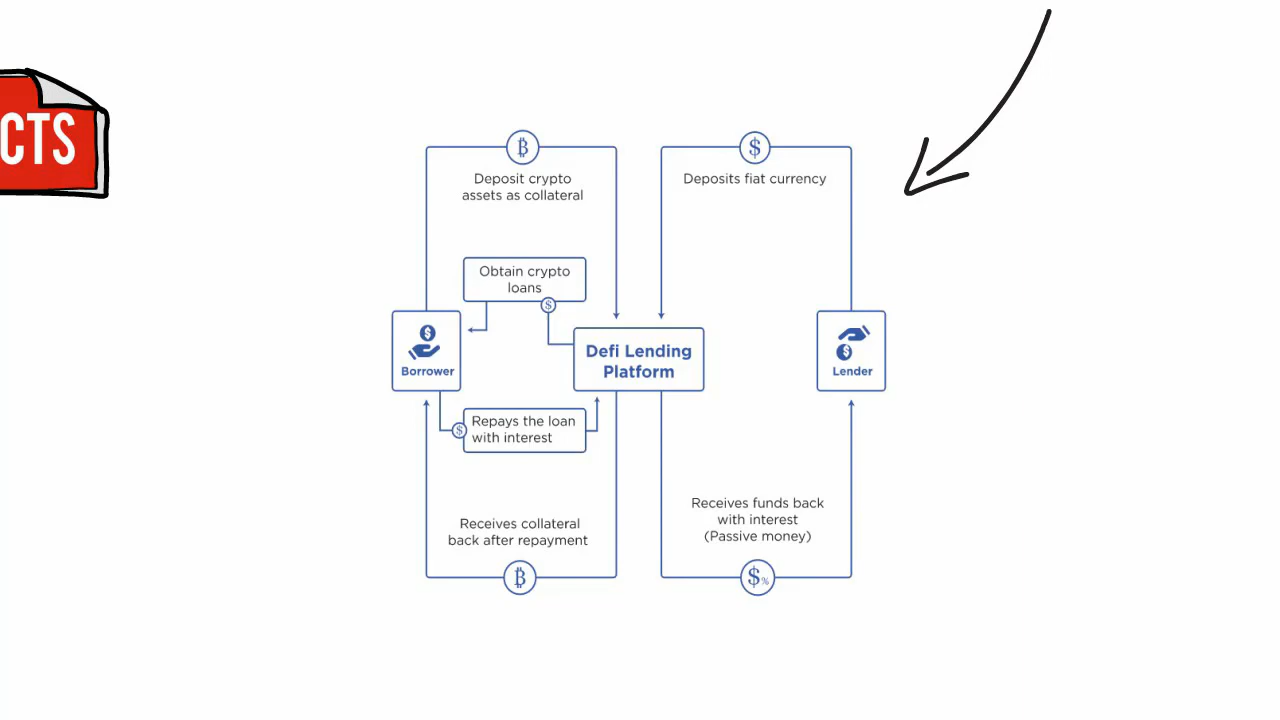 CTS
₿
Deposit crypto
assets as collateral
$
Deposits fiat currency
Obtain crypto
loans
$
$
Borrower
Defi Lending
Platform
$
Lender
$
Repays the loan
with interest
Receives collateral
back after repayment
₿
Receives funds back
with interest
(Passive money)
$%